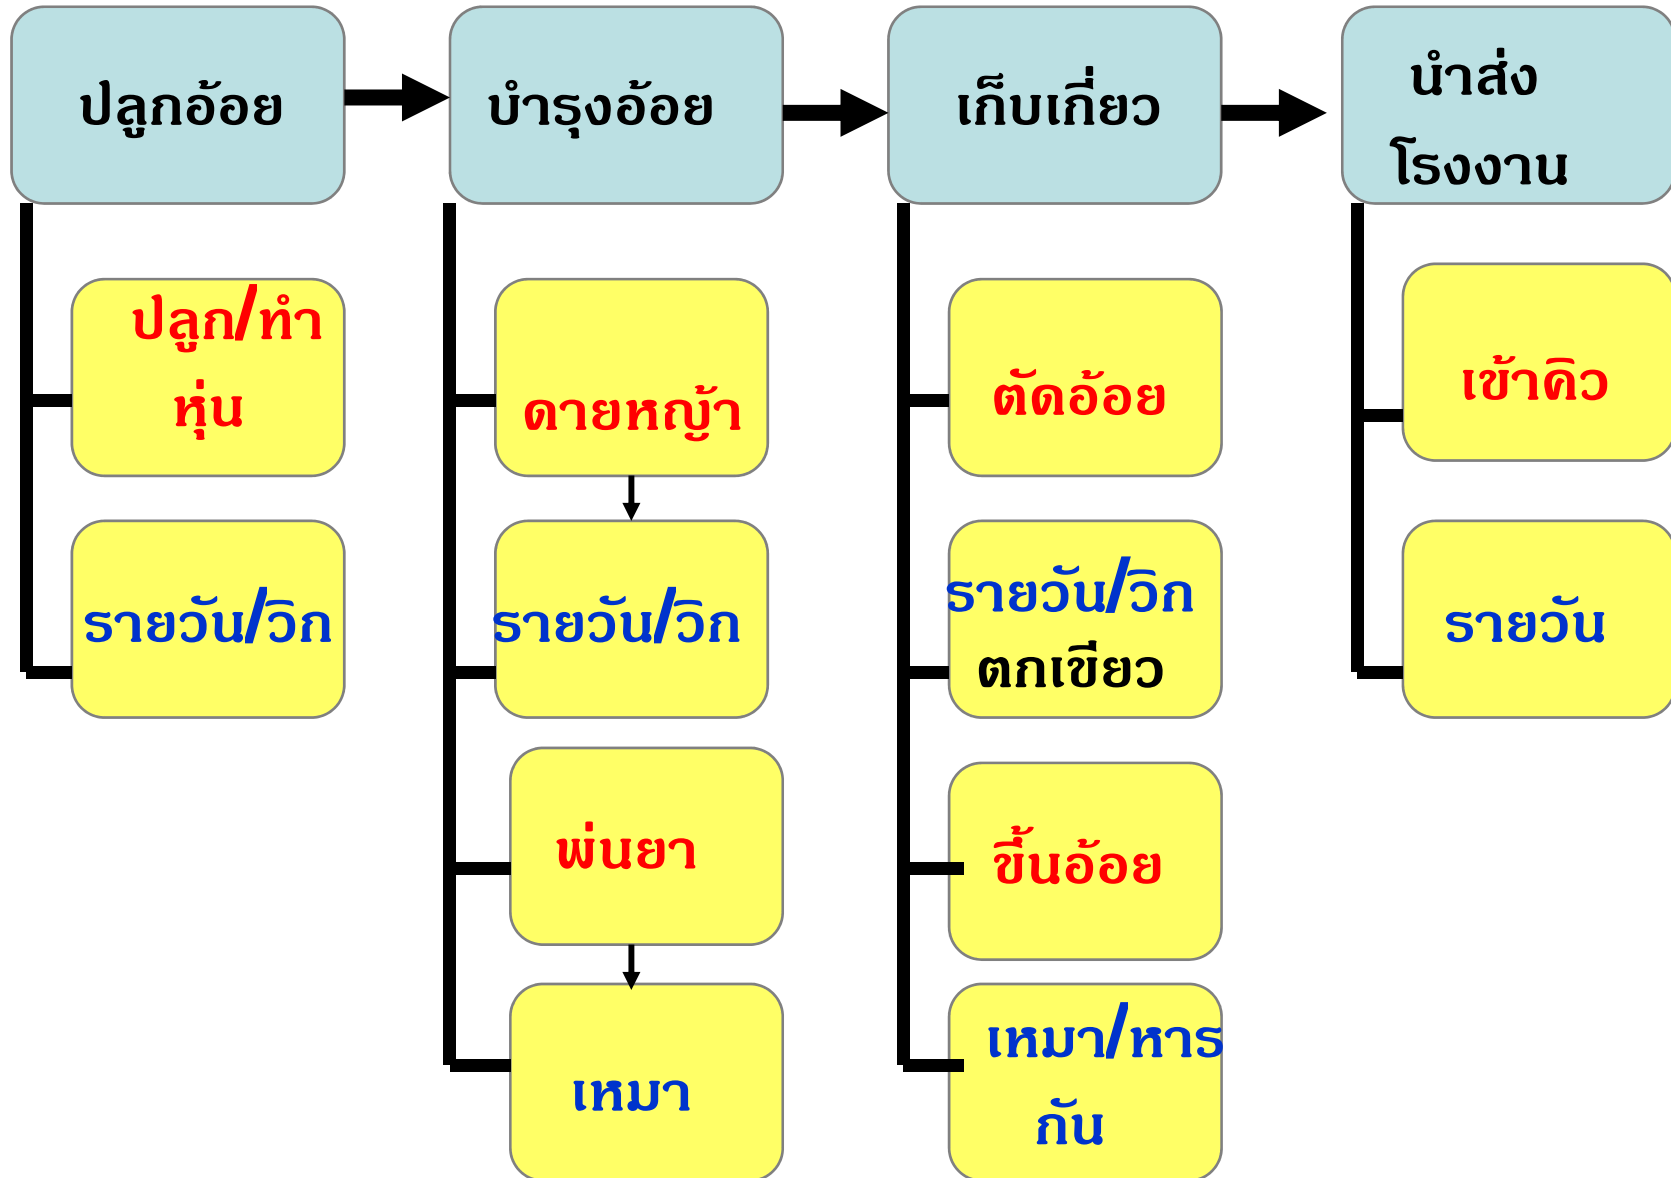 ปลูกอ้อย
บำรุงอ้อย
เก็บเกี่ยว
นำส่ง
โรงงาน
ปลูก/ทำ
หุ่น
รายวัน/วิก
ดายหญ้า
รายวัน/วิก
พ่นยา
เหมา
ตัดอ้อย
รายวัน/วิก
ตกเขียว
ขึ้นอ้อย
เหมา/หาร
กัน
เข้าคิว
รายวัน